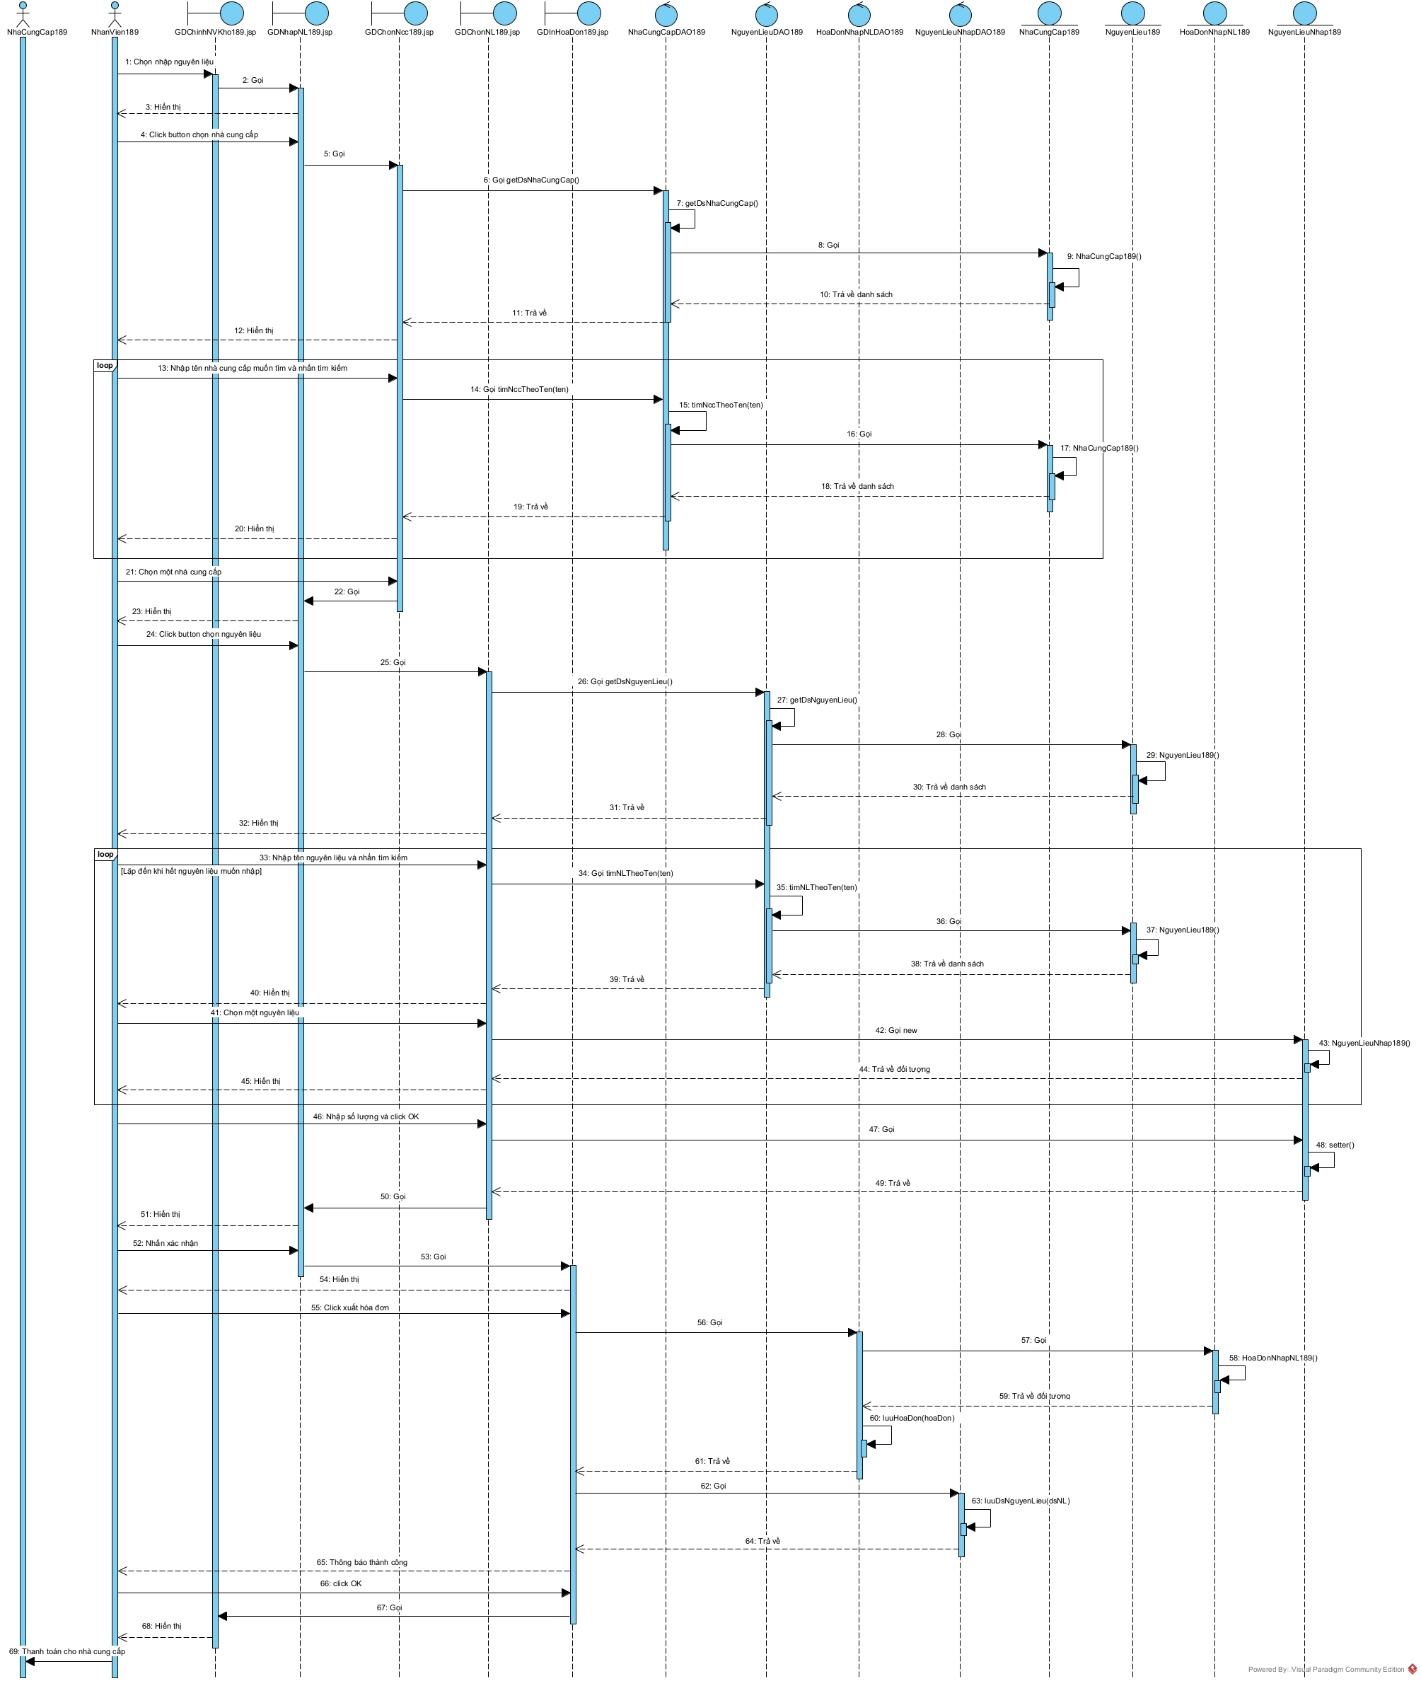 NhaCungCap189
NhanVien189
GDChinhNVKho189.jsp
GDNhapNL189.jsp
GDChonNcc189.jsp
GDChonNL189.jsp
GDInHoaDon189.jsp
NhaCungCapDAO189
NguyenLieuDAO189
HoaDonNhapNLDAO189
NguyenLieuNhapDAO189
NhaCungCap189
NguyenLieu189
HoaDonNhapNL189
NguyenLieuNhap189
1: Chọn nhập nguyên liệu
2: Gọi
3: Hiển thị
4: Click button chọn nhà cung cấp
5: Gọi
6: Gọi getDsNhaCungCap()
7: getDsNhaCungCap()
8: Gọi
9: NhaCungCap189()
10: Trả về danh sách
11: Trả về
12: Hiển thị
loop
13: Nhập tên nhà cung cấp muốn tìm và nhấn tìm kiếm
14: Gọi timNccTheoTen(ten)
15: timNccTheoTen(ten)
16: Gọi
17: NhaCungCap189()
18: Trả về danh sách
19: Trả về
20: Hiển thị
21: Chọn một nhà cung cấp
22: Gọi
23: Hiển thị
24: Click button chọn nguyên liệu
25: Gọi
26: Gọi getDsNguyenLieu()
27: getDsNguyenLieu()
28: Gọi
29: NguyenLieu189()
30: Trả về danh sách
31: Trả về
32: Hiển thị
loop
33: Nhập tên nguyên liệu và nhấn tìm kiếm
[Lặp đến khi hết nguyên liệu muốn nhập]
34: Gọi timNLTheoTen(ten)
35: timNLTheoTen(ten)
36: Gọi
37: NguyenLieu189()
38: Trả về danh sách
39: Trả về
40: Hiển thị
41: Chọn một nguyên liệu
42: Gọi new
43: NguyenLieuNhap189()
44: Trả về đối tượng
45: Hiển thị
46: Nhập số lượng và click OK
47: Gọi
48: setter()
49: Trả về
50: Gọi
51: Hiển thị
52: Nhấn xác nhận
53: Gọi
54: Hiển thị
55: Click xuất hóa đơn
56: Gọi
57: Gọi
58: HoaDonNhapNL189()
59: Trả về đối tượng
60: luuHoaDon(hoaDon)
61: Trả về
62: Gọi
63: luuDsNguyenLieu(dsNL)
64: Trả về
65: Thông báo thành công
66: click OK
67: Gọi
68: Hiển thị
69: Thanh toán cho nhà cung cấp
Powered By Visual Paradigm Community Edition